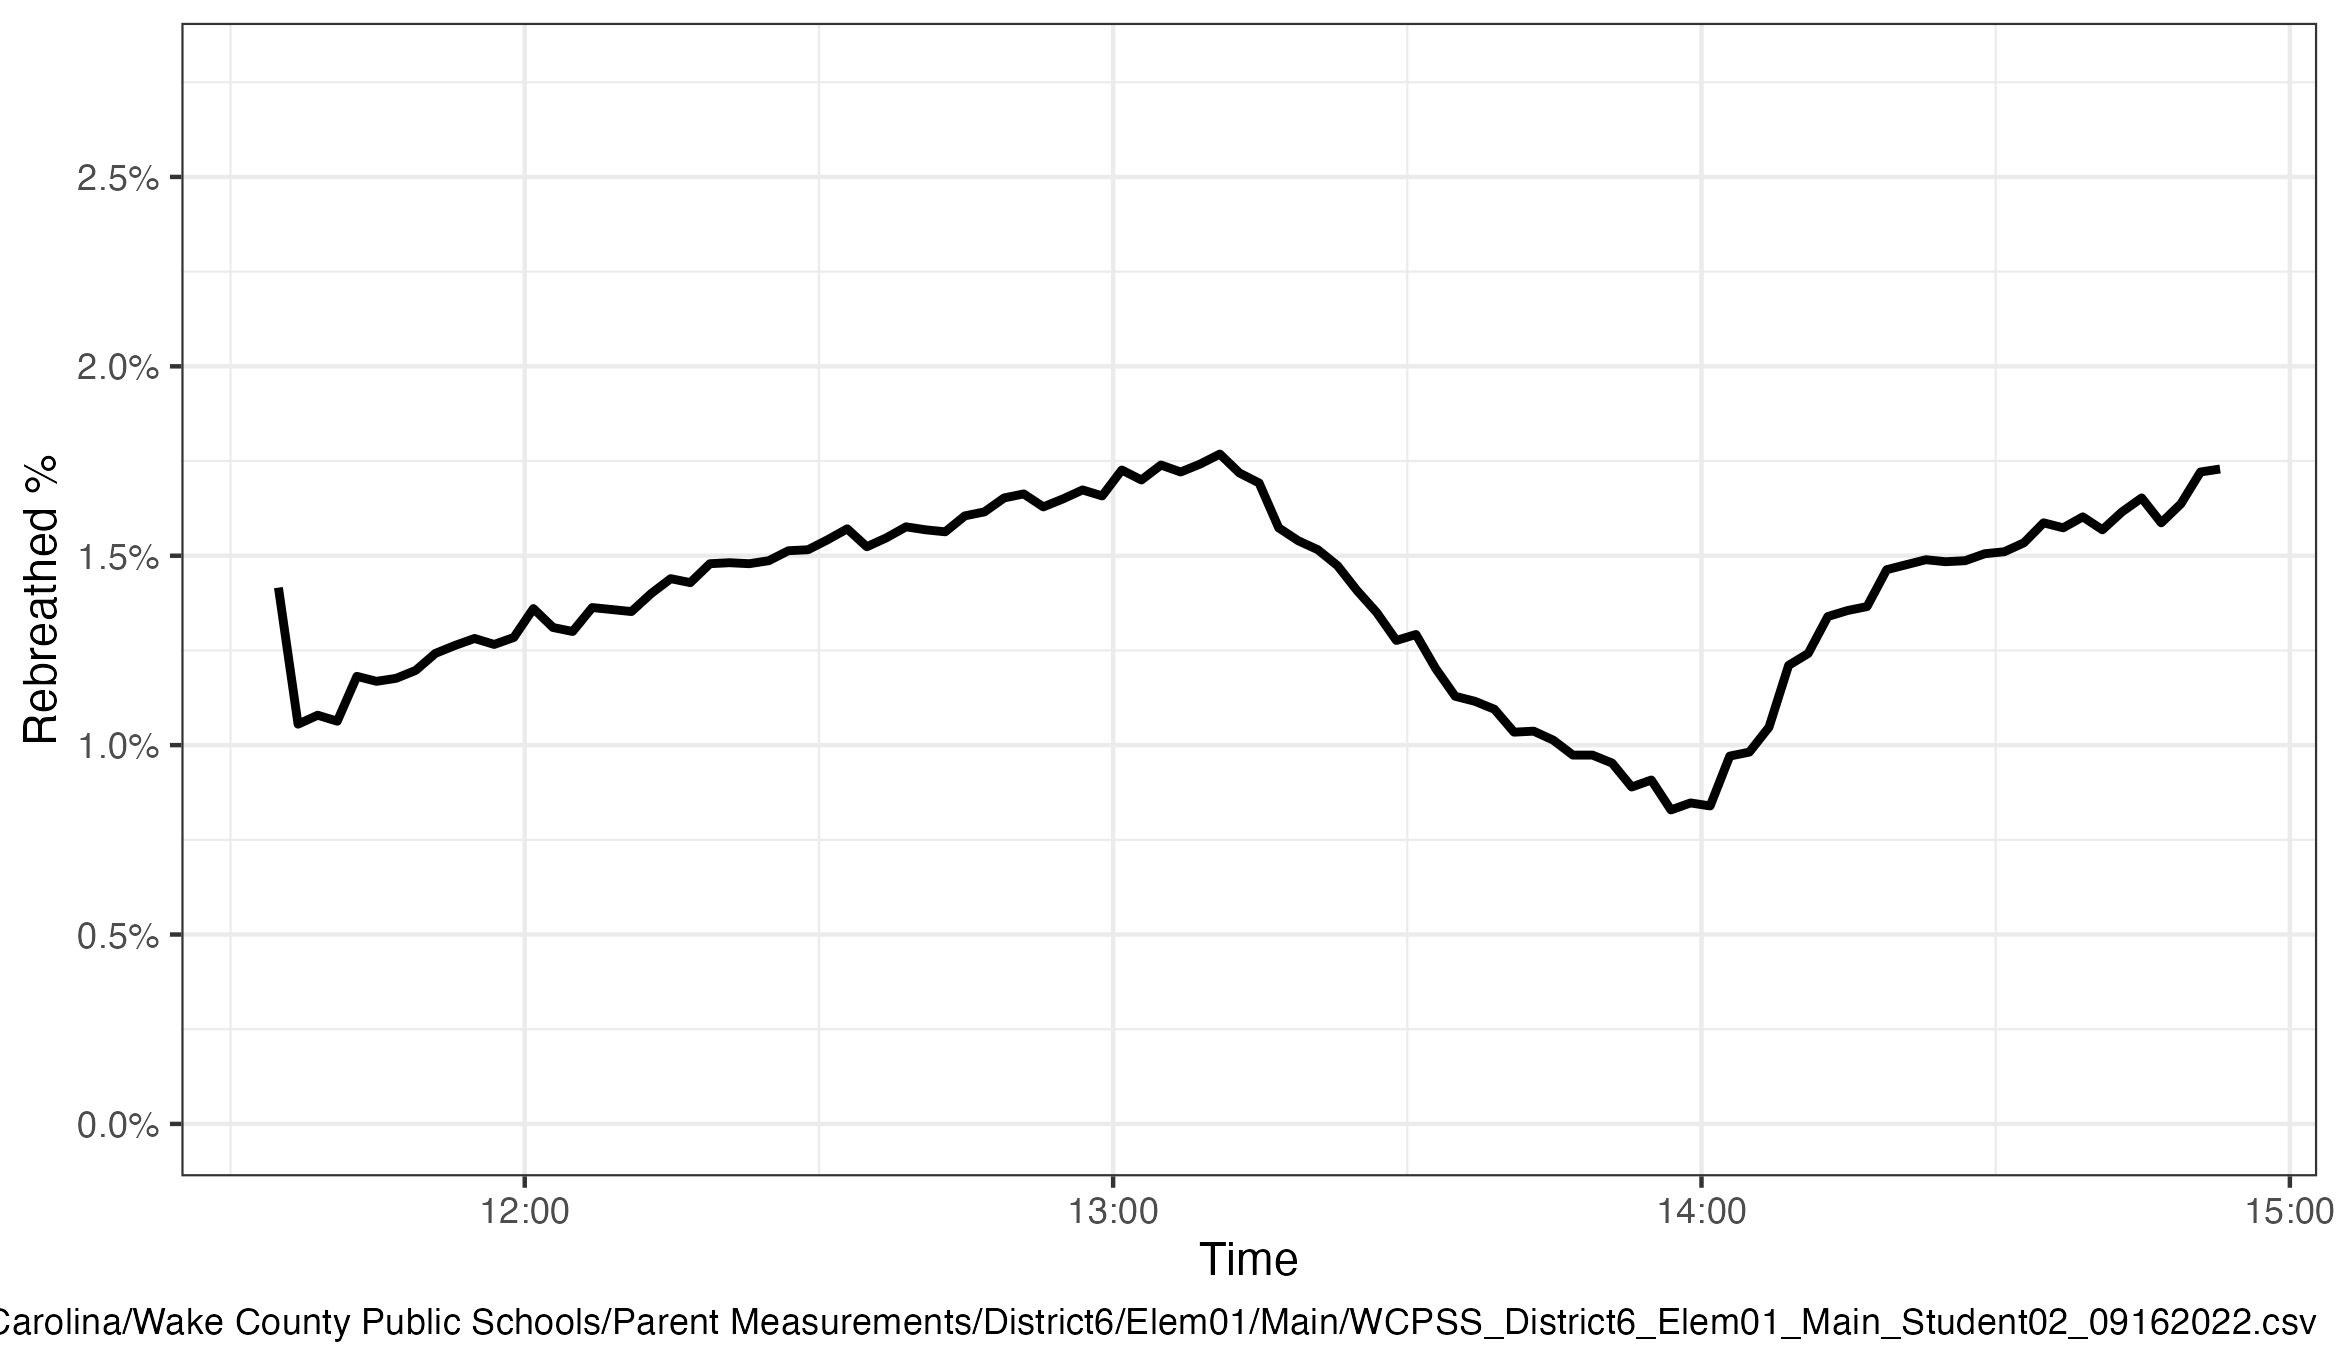 2.5%
2.0%
1.5%
1.0%
0.5%
0.0%
Rebreathed %
12:00 13:00 14:00 15:00
Time
Carolina/Wake County Public Schools/Parent Measurements/District6/Elem01/Main/WCPSS_District6_Elem01_Main_Student02_09162022.csv